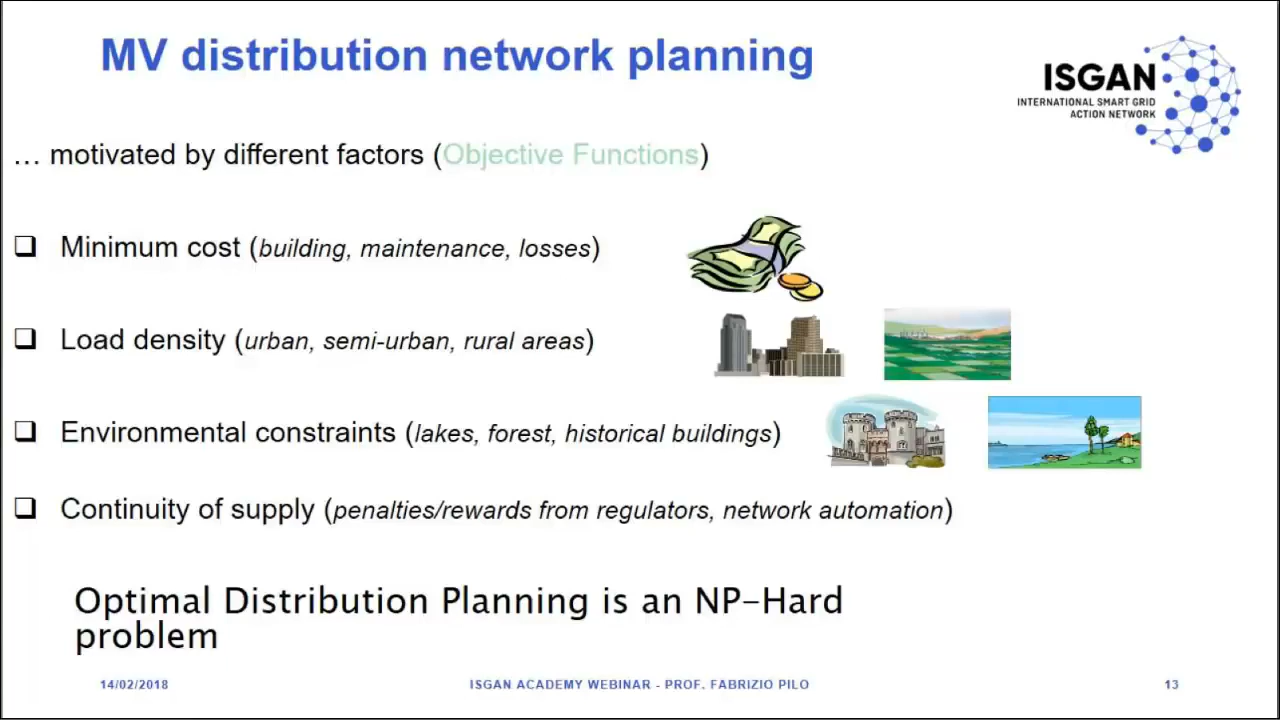 MV distribution network planning
ISGAN
INTERNATIONAL SMART GRID
ACTION NETWORK
... motivated by different factors (Objective Functions)
Minimum cost (building, maintenance, losses)
Load density (urban, semi-urban, rural areas)
Environmental constraints (lakes, forest, historical buildings)
Continuity of supply (penalties/rewards from regulators, network automation)
Optimal Distribution Planning is an NP-Hard
problem
14/02/2018
ISGAN ACADEMY WEBINAR - PROF. FABRIZIO PILO
13